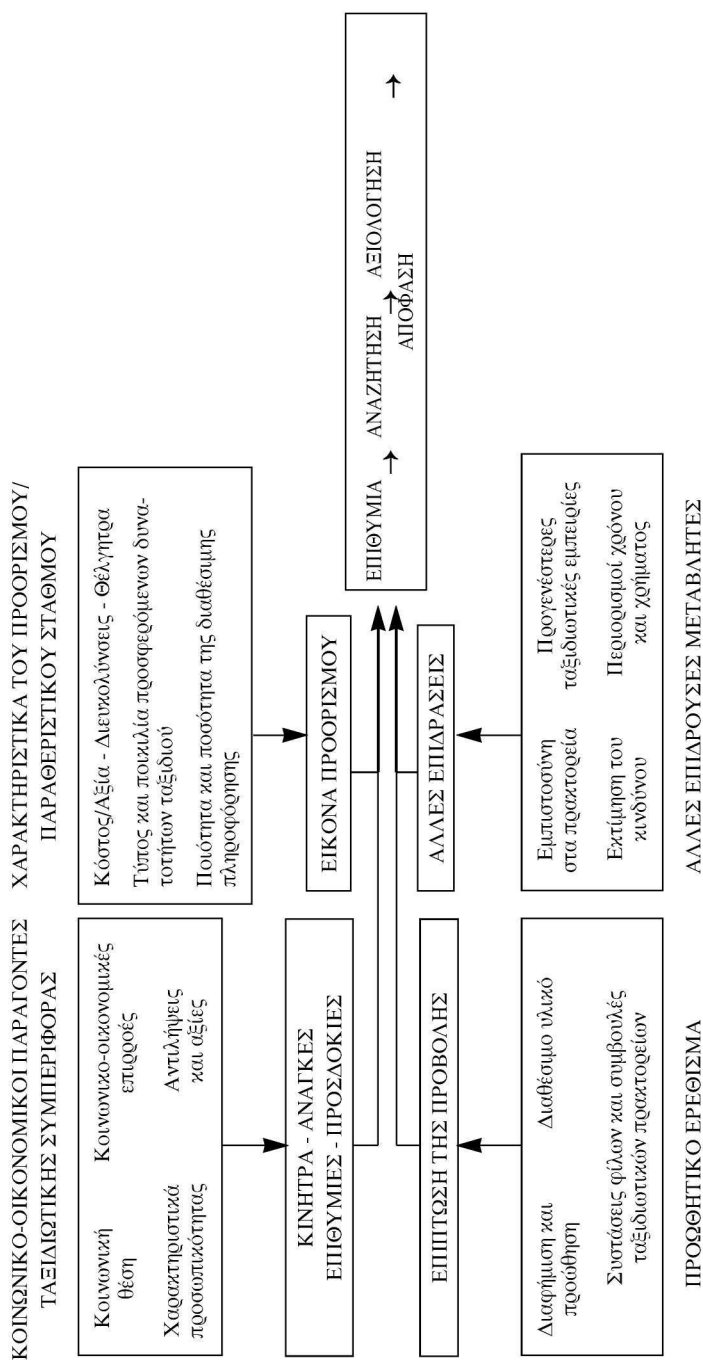 ΚΟΙΝΩΝΙΚΟ-ΟΙΚΟΝΟΜΙΚΟΙ ΠΑΡΑΓΟΝΤΕΣ
ΤΑΞΙΔΙΩΤΙΚΗΣ ΣΥΜΠΕΡΙΦΟΡΑΣ
Κοινωνική
θέση
Κοινωνικο-οικονομικές
επιρροές
Χαρακτηριστικά
προσωπικότητας
Αντιλήψεις
και αξίες
ΚΙΝΗΤΡΑ - ΑΝΑΓΚΕΣ
ΕΠΙΘΥΜΙΕΣ - ΠΡΟΣΔΟΚΙΕΣ
ΧΑΡΑΚΤΗΡΙΣΤΙΚΑ ΤΟΥ ΠΡΟΟΡΙΣΜΟΥ/
ΠΑΡΑΘΕΡΙΣΤΙΚΟΥ ΣΤΑΘΜΟΥ
Κόστος/Αξία - Διευκολύνσεις - Θέλγητρα
Τύπος και ποικιλία προσφερόμενων δυνα-
τοτήτων ταξιδιού
Ποιότητα και ποσότητα της διαθέσιμης
πληροφόρησης
ΕΙΚΟΝΑ ΠΡΟΟΡΙΣΜΟΥ
ΕΠΙΘΥΜΙΑ → ΑΝΑΖΗΤΗΣΗ → ΑΞΙΟΛΟΓΗΣΗ →
ΑΠΟΦΑΣΗ
ΕΠΙΠΤΩΣΗ ΤΗΣ ΠΡΟΒΟΛΗΣ
Διαφήμιση και
προώθηση
Διαθέσιμο υλικό
Συστάσεις φίλων και συμβουλές
ταξιδιωτικών πρακτορείων
ΠΡΟΩΘΗΤΙΚΟ ΕΡΕΘΙΣΜΑ
ΑΛΛΕΣ ΕΠΙΔΡΑΣΕΙΣ
Εμπιστοσύνη
στα πρακτορεία
Προγενέστερες
ταξιδιωτικές εμπειρίες
Εκτίμηση του
κινδύνου
Περιορισμοί χρόνου
και χρήματος
ΑΛΛΕΣ ΕΠΙΔΡΟΥΣΕΣ ΜΕΤΑΒΛΗΤΕΣ